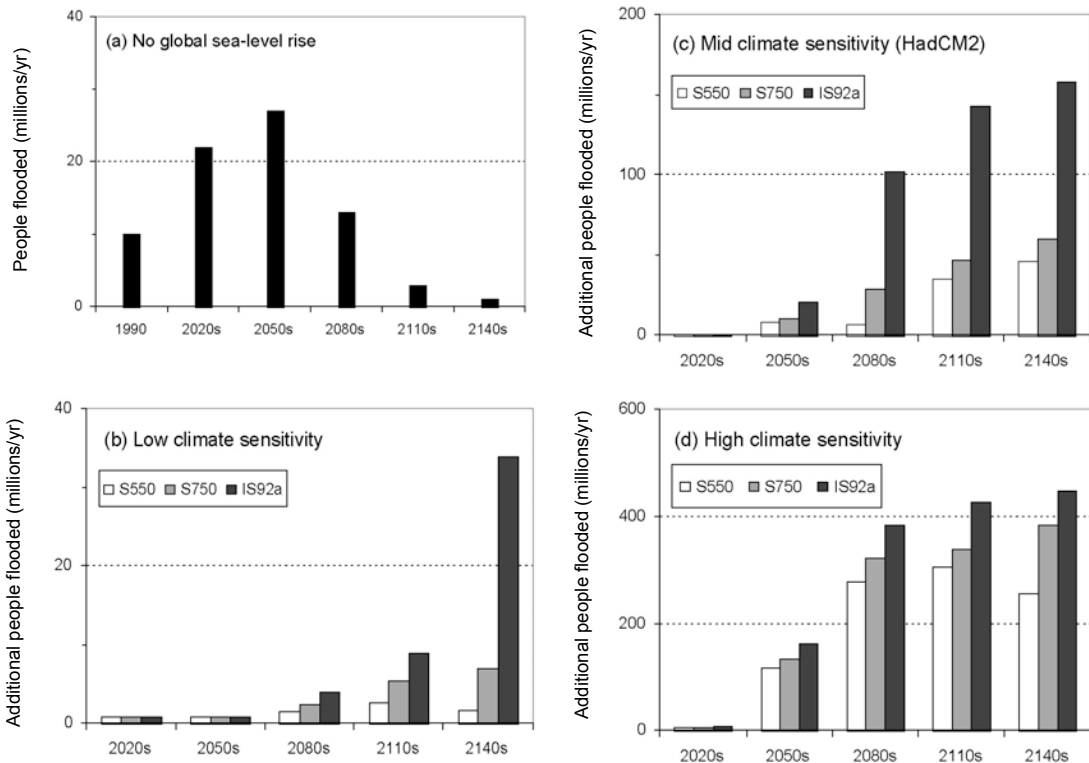 People flooded (millions/yr)
(a) No global sea-level rise
40
20
0
1990 2020s 2050s 2080s 2110s 2140s
Additional people flooded (millions/yr)
(b) Low climate sensitivity
S550 S750 IS92a
40
20
0
2020s 2050s 2080s 2110s 2140s
Additional people flooded (millions/yr)
(c) Mid climate sensitivity (HadCM2)
S550 S750 IS92a
200
100
0
2020s 2050s 2080s 2110s 2140s
Additional people flooded (millions/yr)
(d) High climate sensitivity
S550 S750 IS92a
600
400
200
0
2020s 2050s 2080s 2110s 2140s